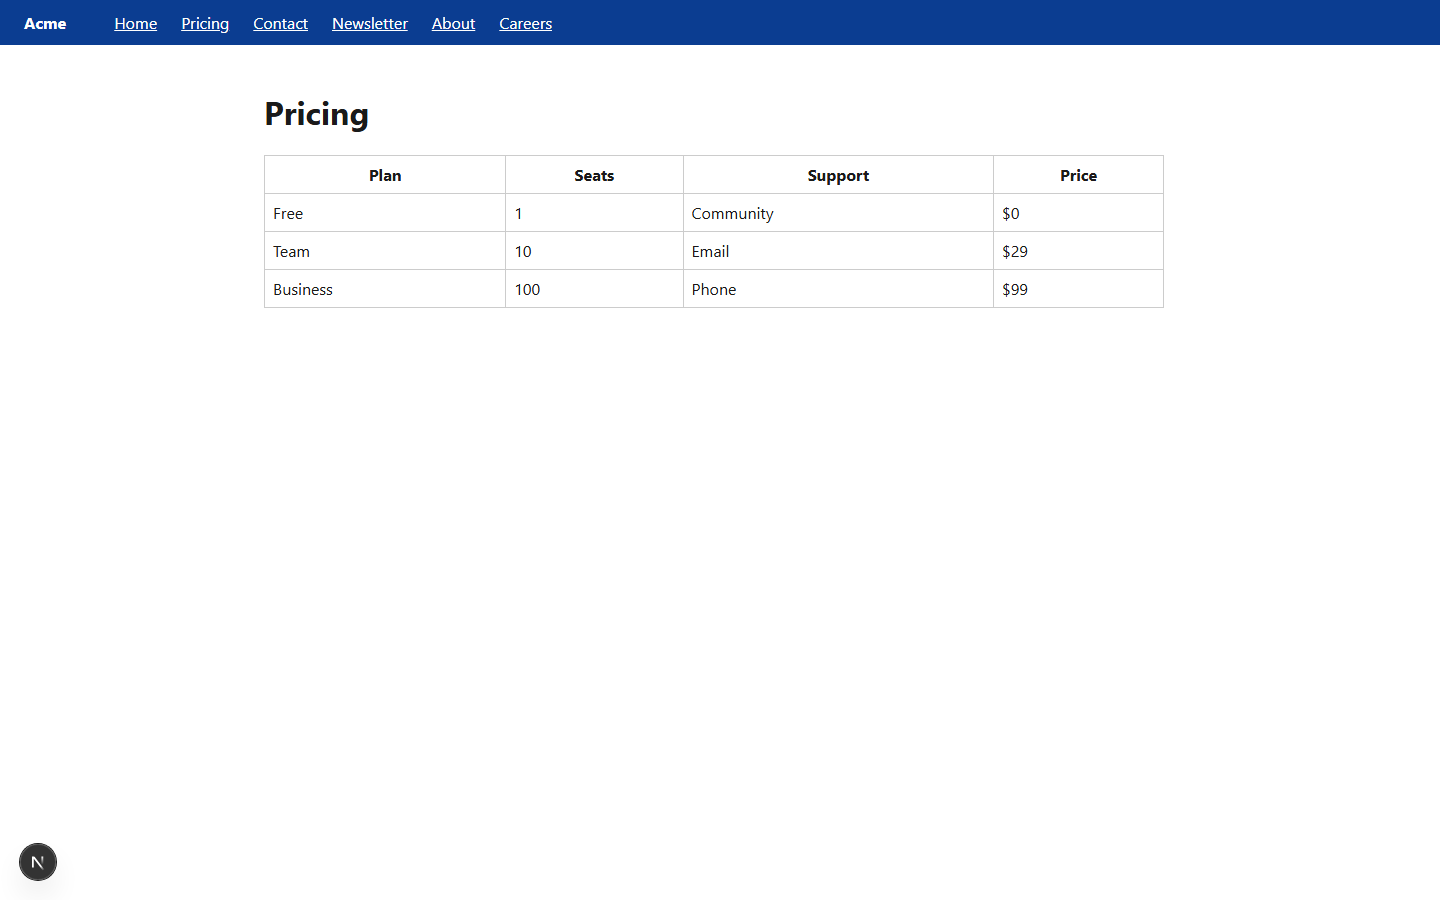 Acme Home Pricing Contact Newsletter About Careers
Pricing
Plan Seats Support Price
Free 1 Community $0
Team 10 Email $29
Business 100 Phone $99
N